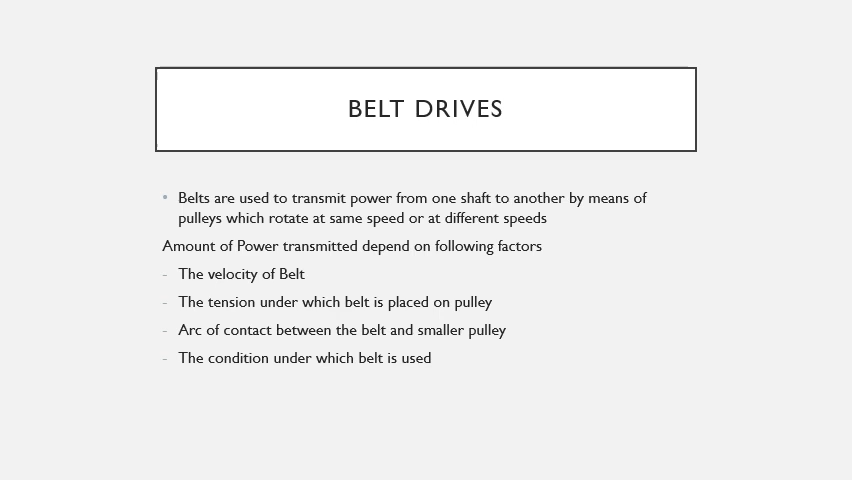 BELT DRIVES
• Belts are used to transmit power from one shaft to another by means of
pulleys which rotate at same speed or at different speeds
Amount of Power transmitted depend on following factors
- The velocity of Belt
- The tension under which belt is placed on pulley
- Arc of contact between the belt and smaller pulley
- The condition under which belt is used